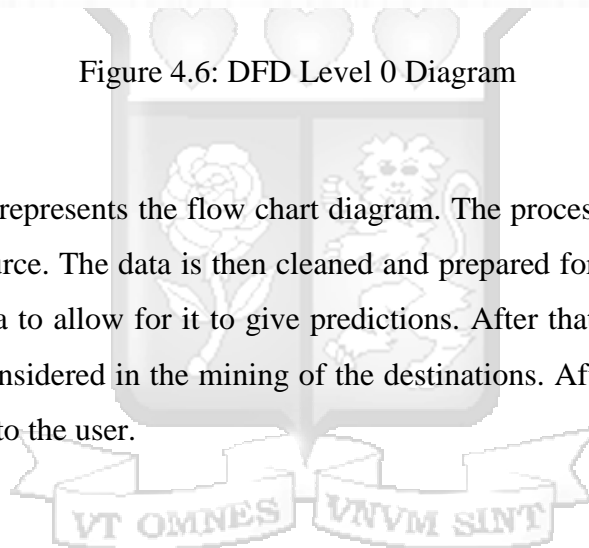 Figure 4.6: DFD Level 0 Diagram
represents the flow chart diagram. The proces
urce. The data is then cleaned and prepared for
a to allow for it to give predictions. After that
onsidered in the mining of the destinations. Af
to the user.
VT OMNES VNVM SINT